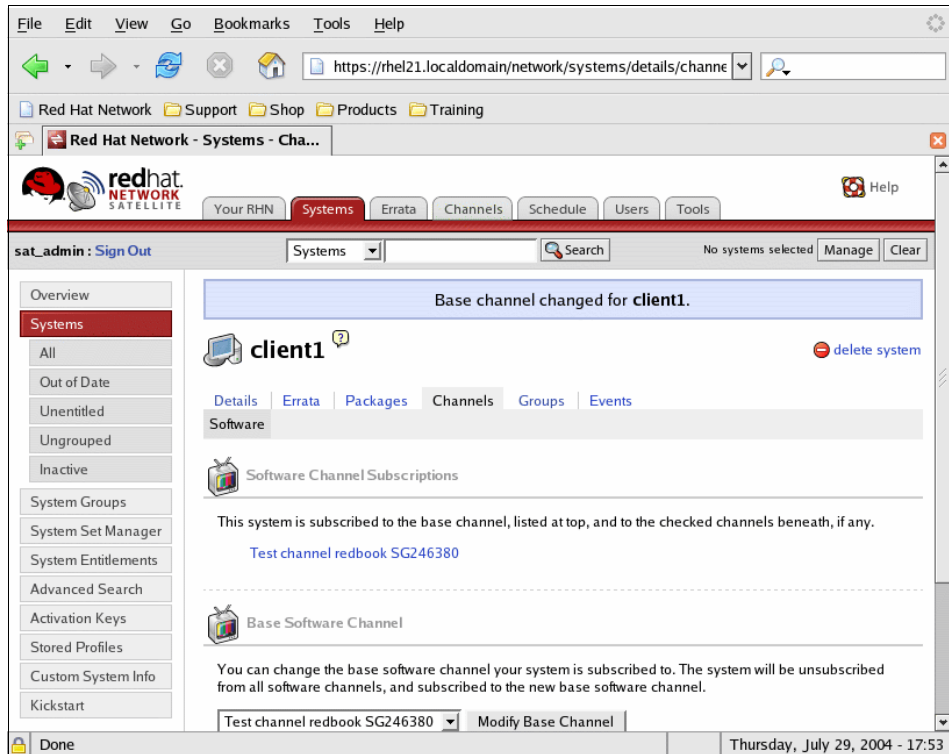 File Edit View Go Bookmarks Tools Help
https://rhel21.localdomain/network/systems/details/channe
Red Hat Network Support Shop Products Training
Red Hat Network - Systems - Cha...
redhat.
NETWORK
SATELLITE
Help
Your RHN Systems Errata Channels Schedule Users Tools
sat_admin : Sign Out Systems Search No systems selected Manage Clear
Overview
Systems
All
Out of Date
Unentitled
Ungrouped
Inactive
System Groups
System Set Manager
System Entitlements
Advanced Search
Activation Keys
Stored Profiles
Custom System Info
Kickstart
Base channel changed for client1.
client1 ? delete system
Details Errata Packages Channels Groups Events
Software
Software Channel Subscriptions
This system is subscribed to the base channel, listed at top, and to the checked channels beneath, if any.
Test channel redbook SG246380
Base Software Channel
You can change the base software channel your system is subscribed to. The system will be unsubscribed
from all software channels, and subscribed to the new base software channel.
Test channel redbook SG246380 Modify Base Channel
Done Thursday, July 29, 2004 - 17:53